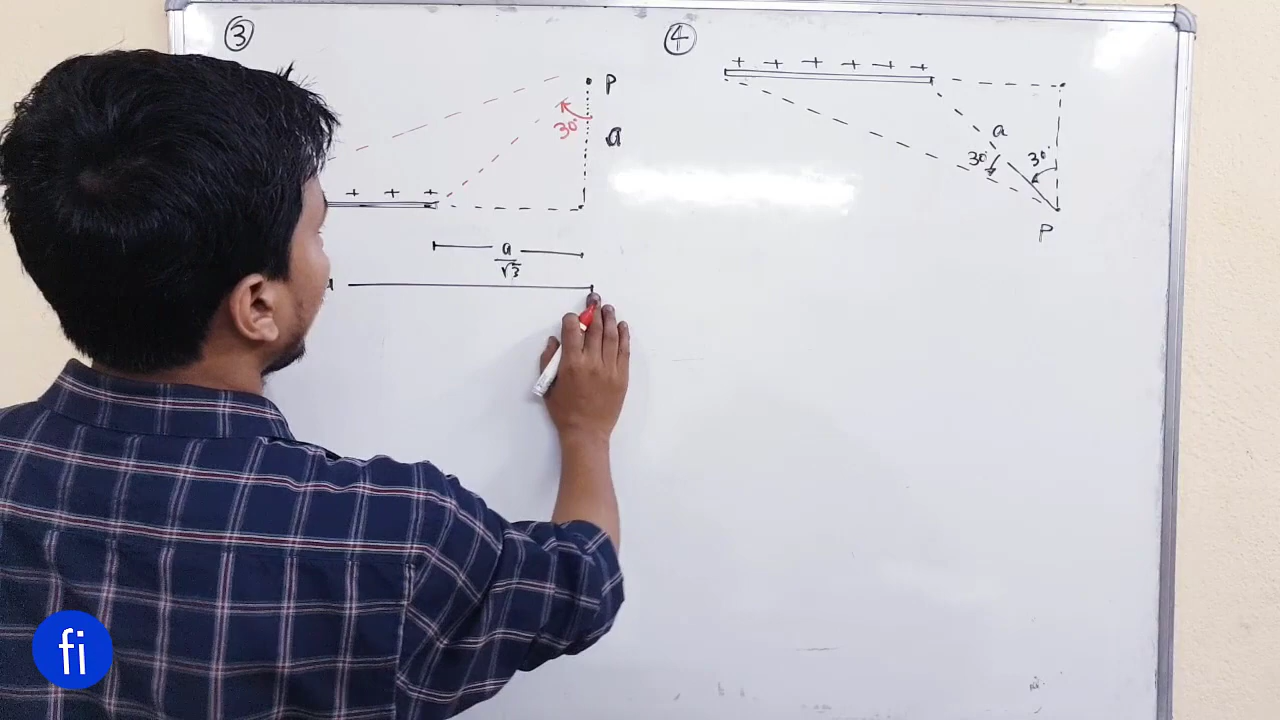 ③
+ + +
P
30°
a
a/√3
④
+ + + + + +
a
30° 30°
P
fi